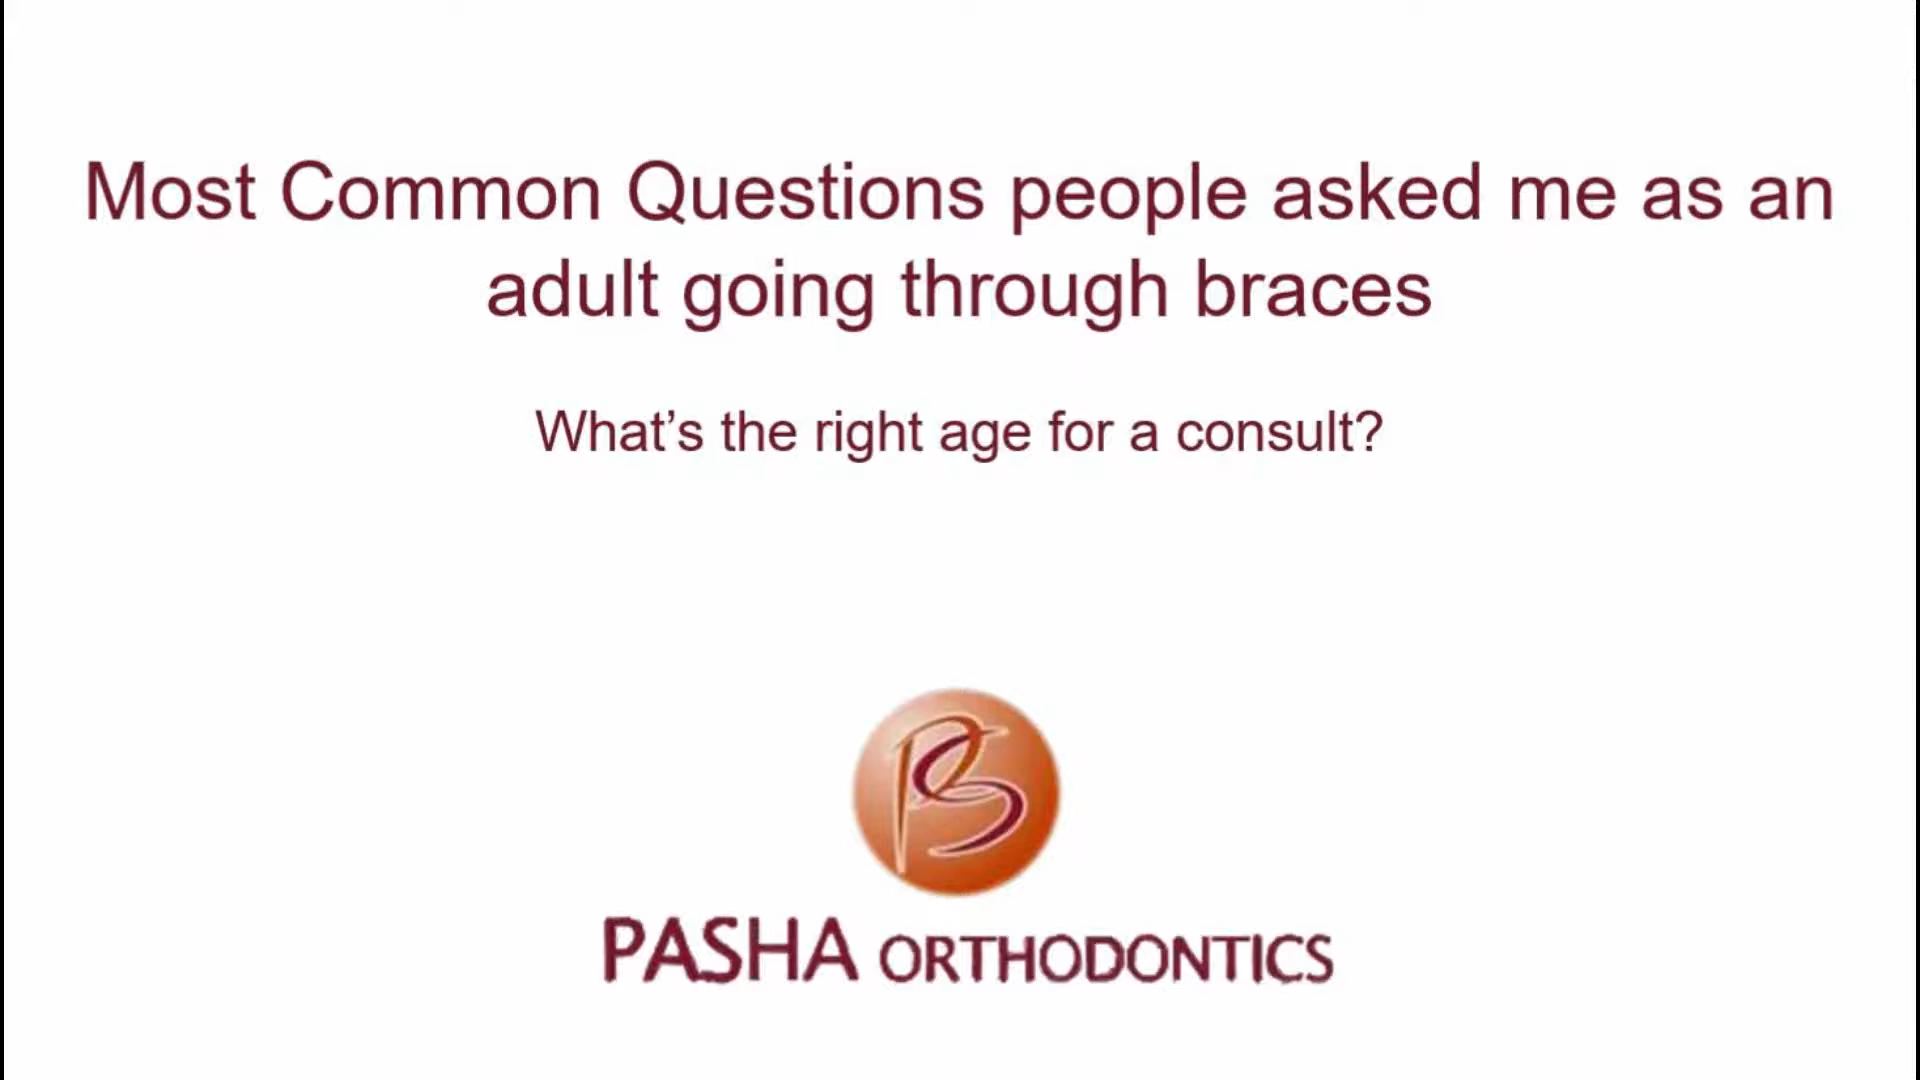 Most Common Questions people asked me as an
adult going through braces
What’s the right age for a consult?
PS
PASHA ORTHODONTICS